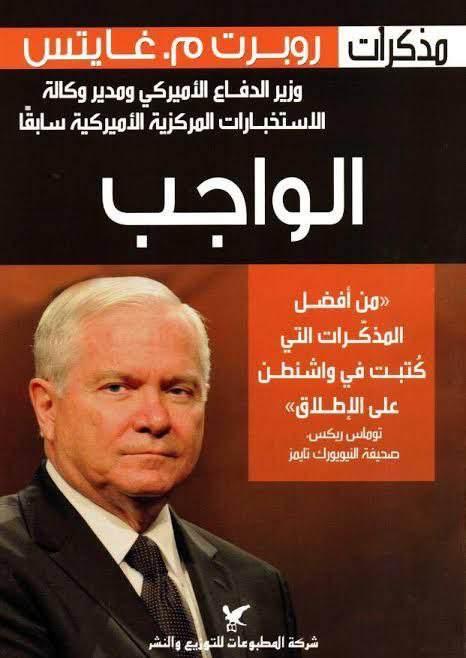 مذكرات روبرت م. غايتس
وزير الدفاع الأميركي ومدير وكالة
الاستخبارات المركزية الأميركية سابقًا
الواجب
«من أفضل
المذكّرات التي
كُتبت في واشنطن
على الإطلاق»
توماس ريكس،
صحيفة النيويورك تايمز
شركة المطبوعات للتوزيع والنشر